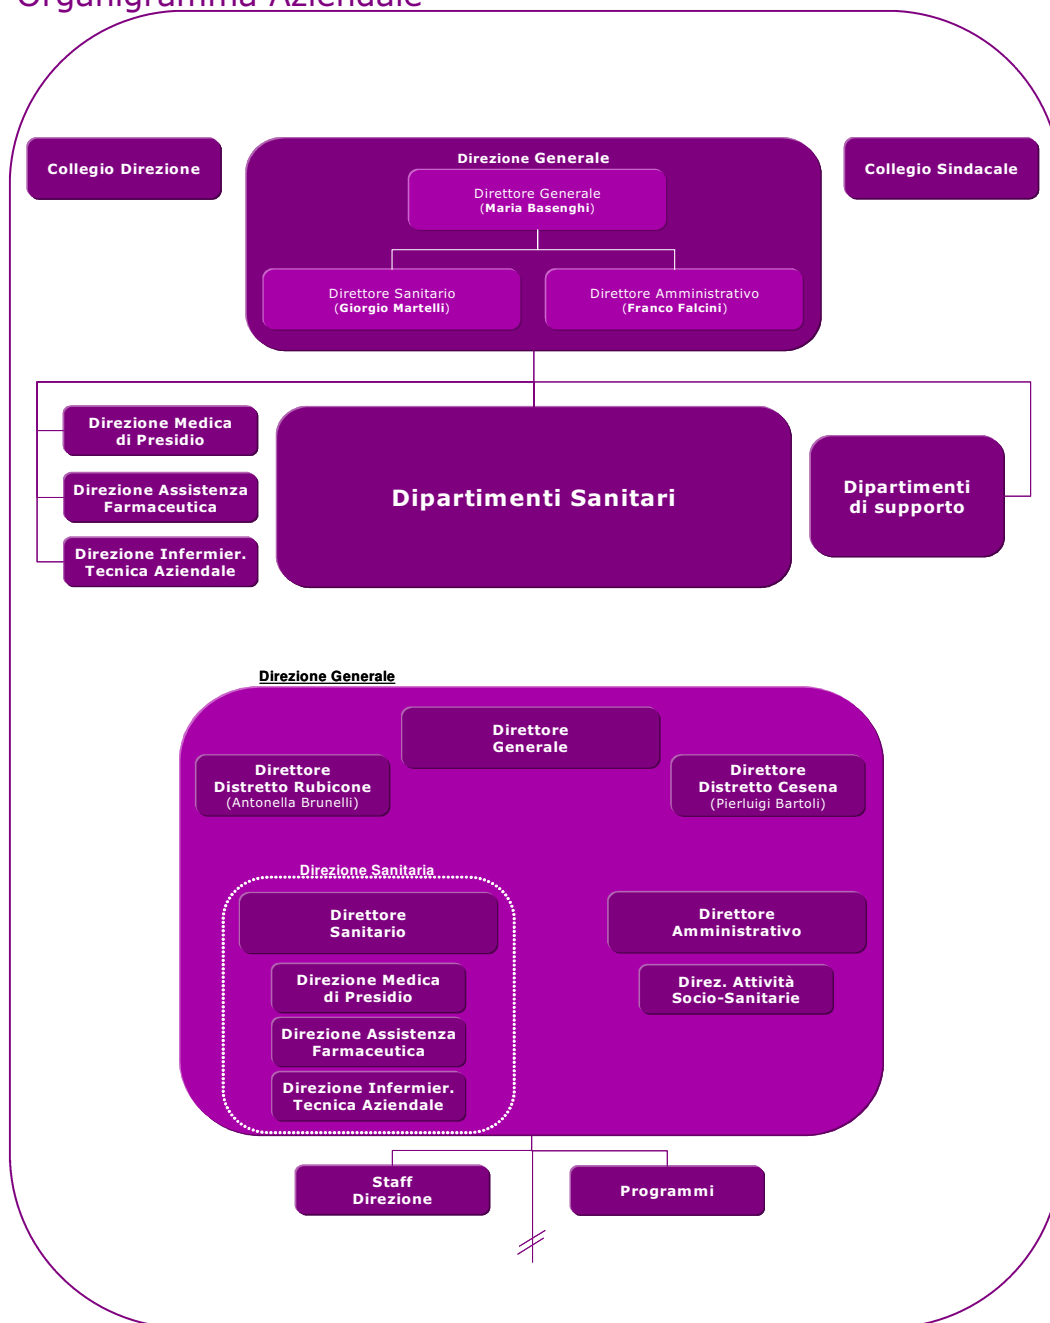 Organigramma Aziendale
Collegio Direzione
Direzione Generale
Direttore Generale
(Maria Basenghi)
Direttore Sanitario
(Giorgio Martelli)
Direttore Amministrativo
(Franco Falcini)
Collegio Sindacale
Direzione Medica
di Presidio
Direzione Assistenza
Farmaceutica
Direzione Infermier.
Tecnica Aziendale
Dipartimenti Sanitari
Dipartimenti
di supporto
Direzione Generale
Direttore
Generale
Direttore
Distretto Rubicone
(Antonella Brunelli)
Direttore
Distretto Cesena
(Pierluigi Bartoli)
Direzione Sanitaria
Direttore
Sanitario
Direzione Medica
di Presidio
Direzione Assistenza
Farmaceutica
Direzione Infermier.
Tecnica Aziendale
Direttore
Amministrativo
Direz. Attività
Socio-Sanitarie
Staff
Direzione
Programmi